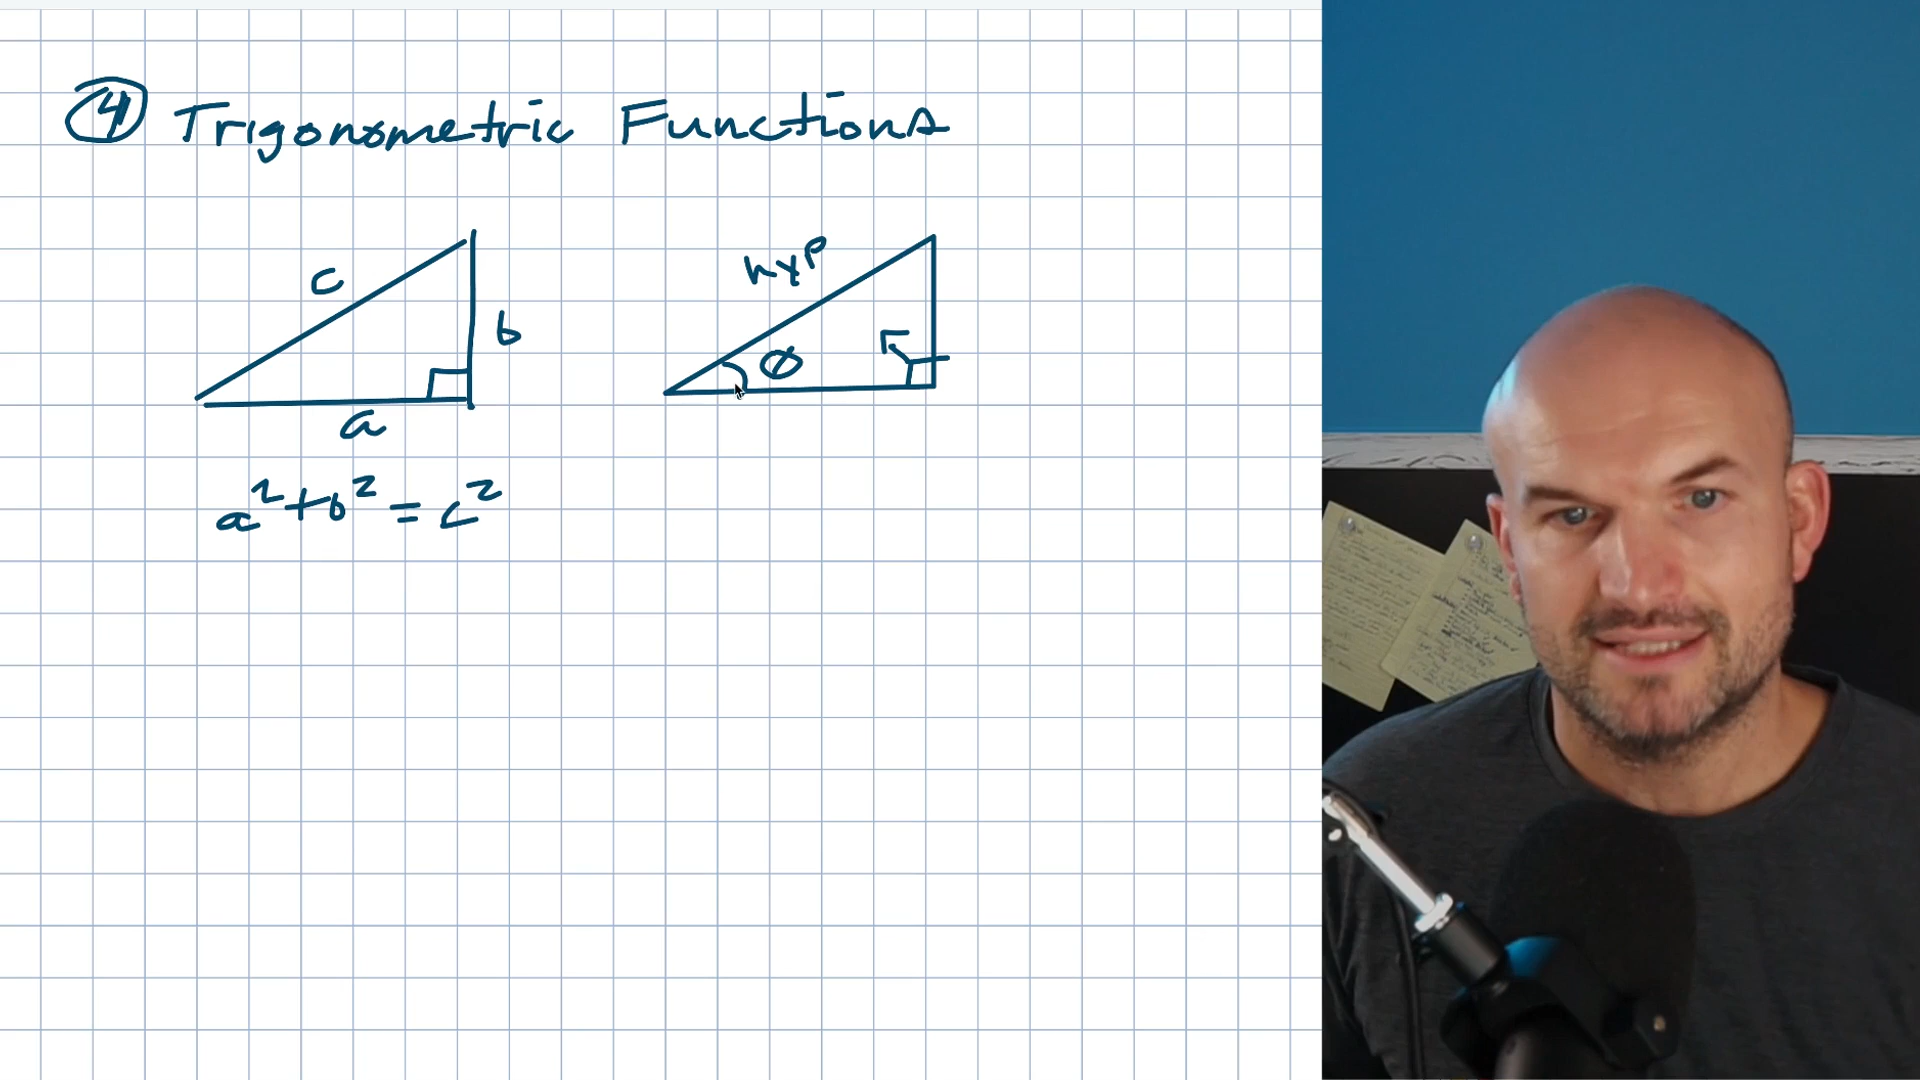 ④ Trigonometric Functions
c
b
a
hyp
θ
a² + b² = c²